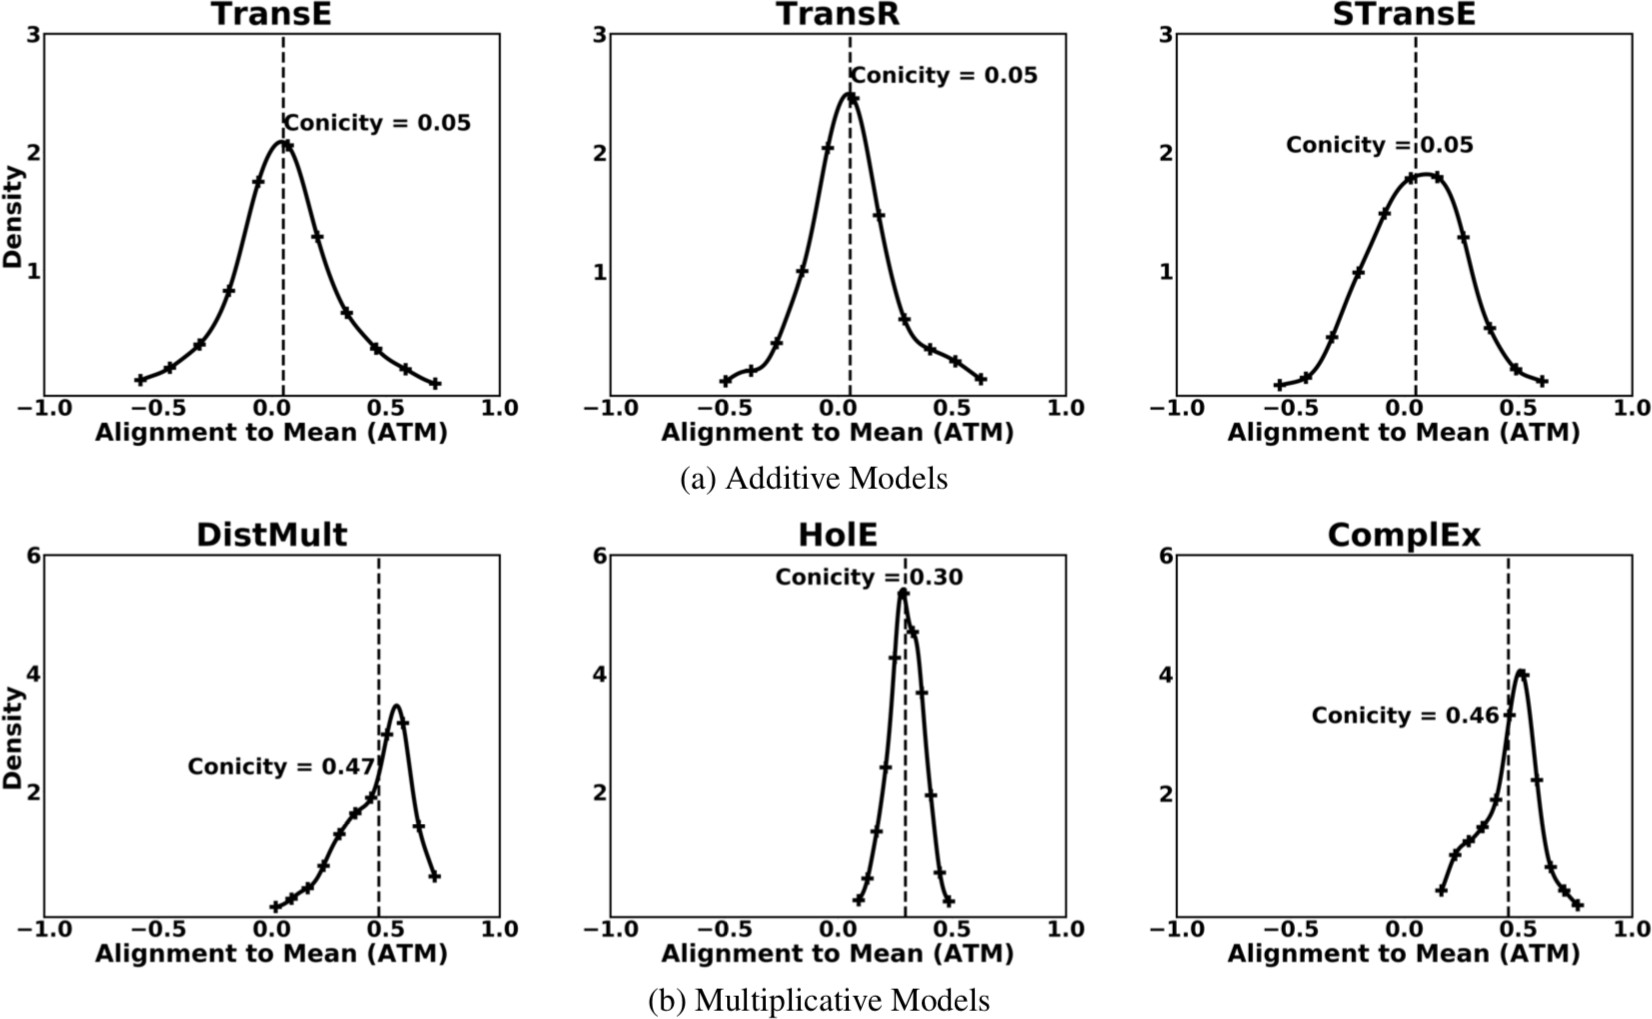 TransE
TransR
STransE
3
3
3
Conicity = 0.05
Conicity = 0.05
Conicity = 0.05
2
2
2
Density
1
1
1
−1.0 −0.5 0.0 0.5 1.0
−1.0 −0.5 0.0 0.5 1.0
−1.0 −0.5 0.0 0.5 1.0
Alignment to Mean (ATM)
Alignment to Mean (ATM)
Alignment to Mean (ATM)
(a) Additive Models
DistMult
HolE
ComplEx
6
6
6
Conicity = 0.30
4
4
4
Density
Conicity = 0.47
Conicity = 0.46
2
2
2
−1.0 −0.5 0.0 0.5 1.0
−1.0 −0.5 0.0 0.5 1.0
−1.0 −0.5 0.0 0.5 1.0
Alignment to Mean (ATM)
Alignment to Mean (ATM)
Alignment to Mean (ATM)
(b) Multiplicative Models